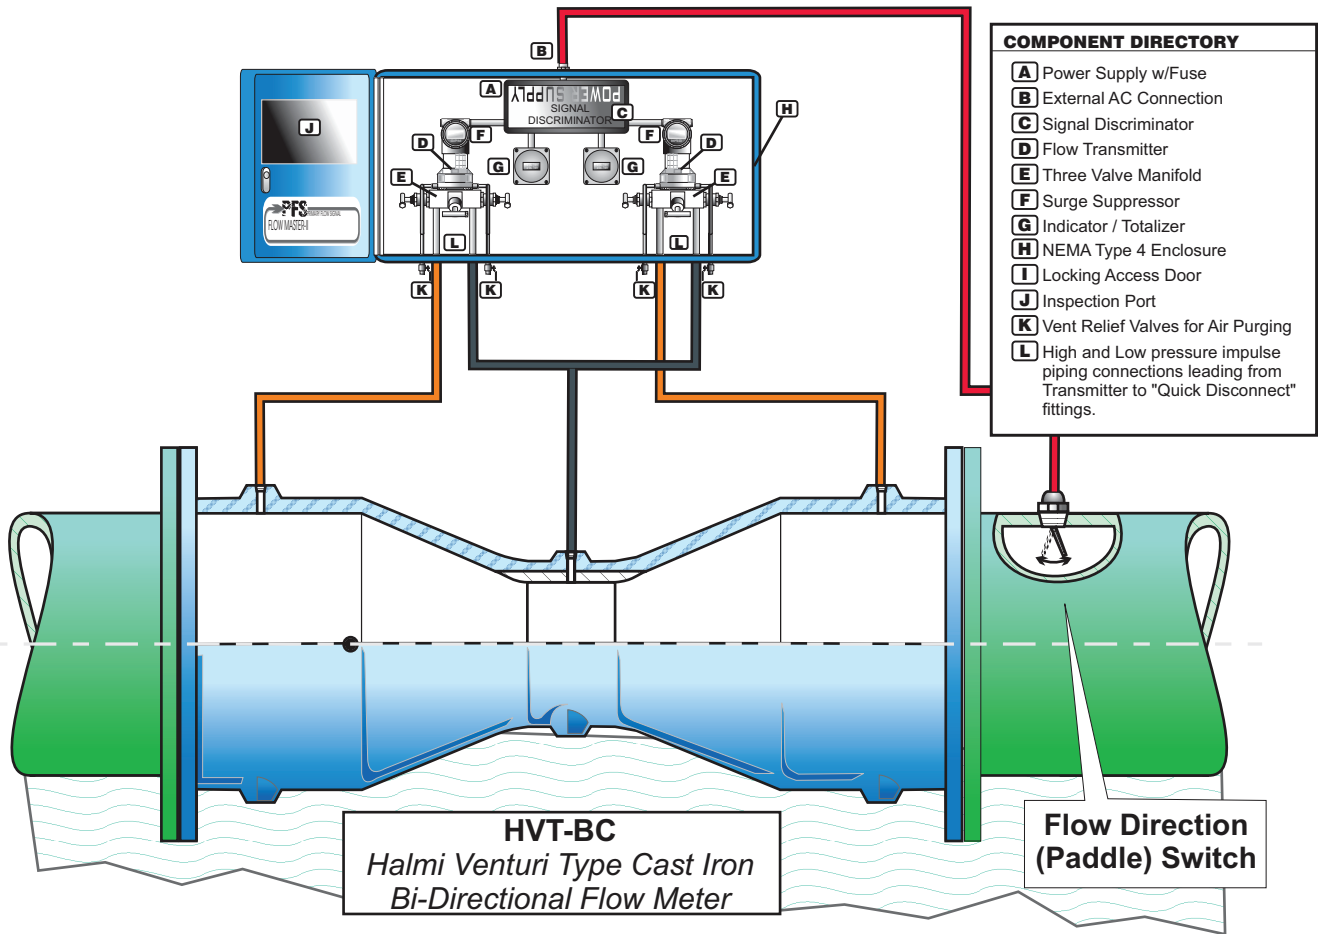 COMPONENT DIRECTORY
A Power Supply w/Fuse
B External AC Connection
C Signal Discriminator
D Flow Transmitter
E Three Valve Manifold
F Surge Suppressor
G Indicator / Totalizer
H NEMA Type 4 Enclosure
I Locking Access Door
J Inspection Port
K Vent Relief Valves for Air Purging
L High and Low pressure impulse
piping connections leading from
Transmitter to "Quick Disconnect"
fittings.
B
A
POWER SUPPLY
SIGNAL
DISCRIMINATOR
C
H
J
F
F
D
D
G
G
E
E
PFS PRIMARY FLOW SIGNAL
FLOW MASTER-II
L
L
K
K
K
K
HVT-BC
Halmi Venturi Type Cast Iron
Bi-Directional Flow Meter
Flow Direction
(Paddle) Switch